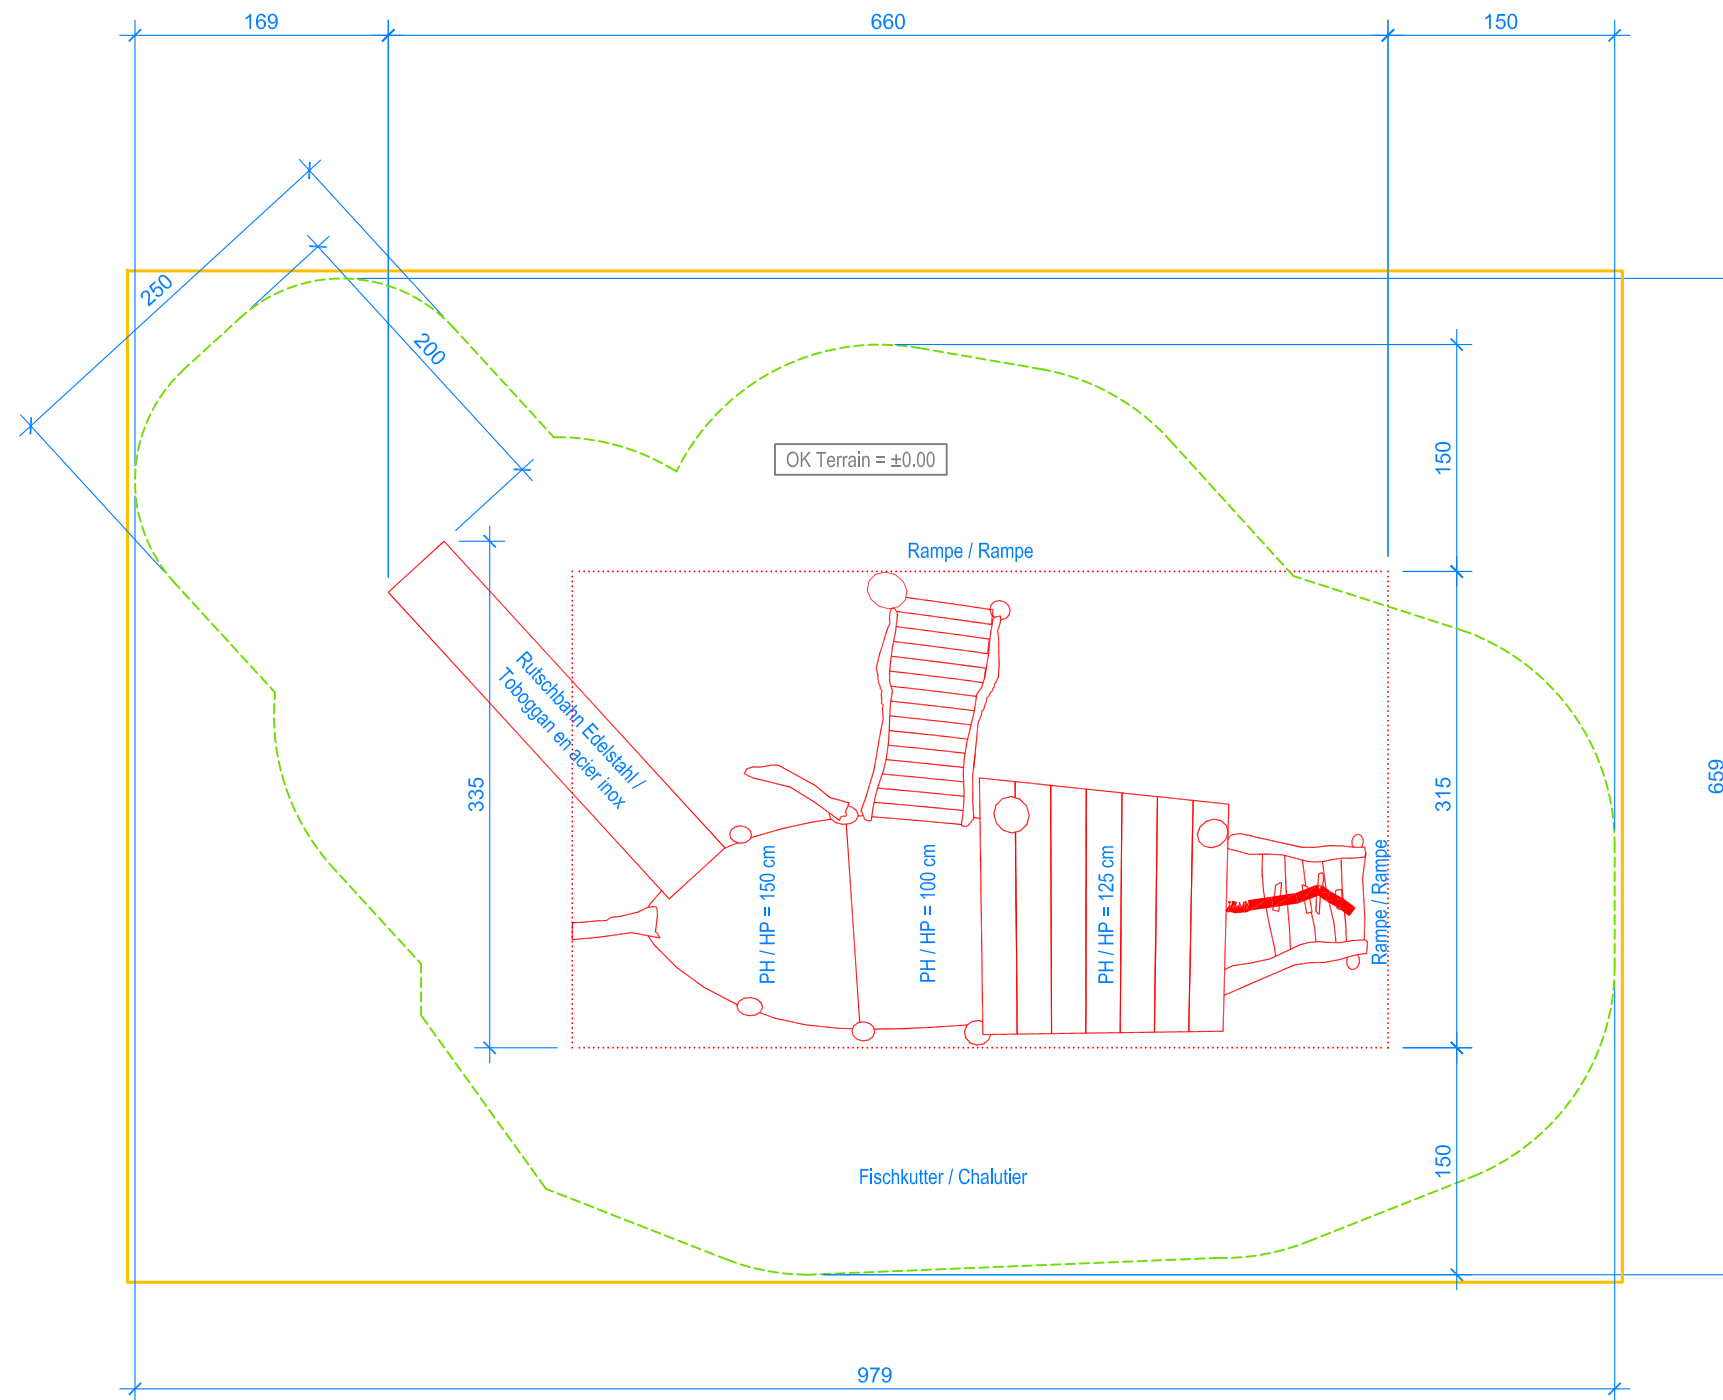 169
660
150
250
200
OK Terrain = ±0.00
150
Rampe / Rampe
Rutschbahn Edelstahl /
Toboggan en acier inox
335
315
659
PH / HP = 150 cm
PH / HP = 100 cm
PH / HP = 125 cm
Rampe / Rampe
150
Fischkutter / Chalutier
979